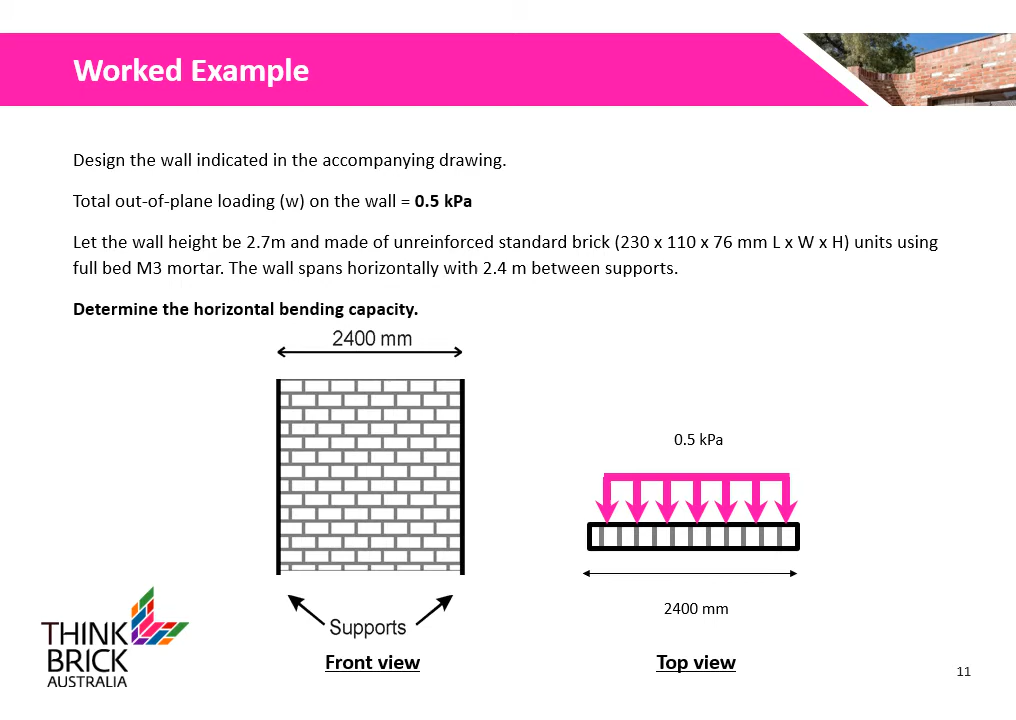 Worked Example
Design the wall indicated in the accompanying drawing.
Total out-of-plane loading (w) on the wall = 0.5 kPa
Let the wall height be 2.7m and made of unreinforced standard brick (230 x 110 x 76 mm L x W x H) units using
full bed M3 mortar. The wall spans horizontally with 2.4 m between supports.
Determine the horizontal bending capacity.
2400 mm
0.5 kPa
2400 mm
Supports
Front view
Top view
THINK
BRICK
AUSTRALIA
11